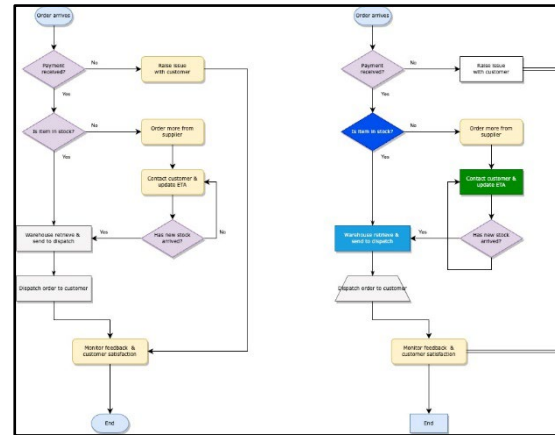 Order arrives
Payment
received?
No
Raise issue
with customer
Yes
Is item in stock?
No
Order more from
supplier
Yes
Contact customer &
update ETA
Warehouse retrieve &
send to dispatch
Yes
Has new stock
arrived?
No
Dispatch order to customer
Monitor feedback &
customer satisfaction
End
Order arrives
Payment
received?
No
Raise issue
with customer
Yes
Is item in stock?
No
Order more from
supplier
Yes
Contact customer &
update ETA
Warehouse retrieve &
send to dispatch
Yes
Has new stock
arrived?
Dispatch order to customer
Monitor feedback &
customer satisfaction
End